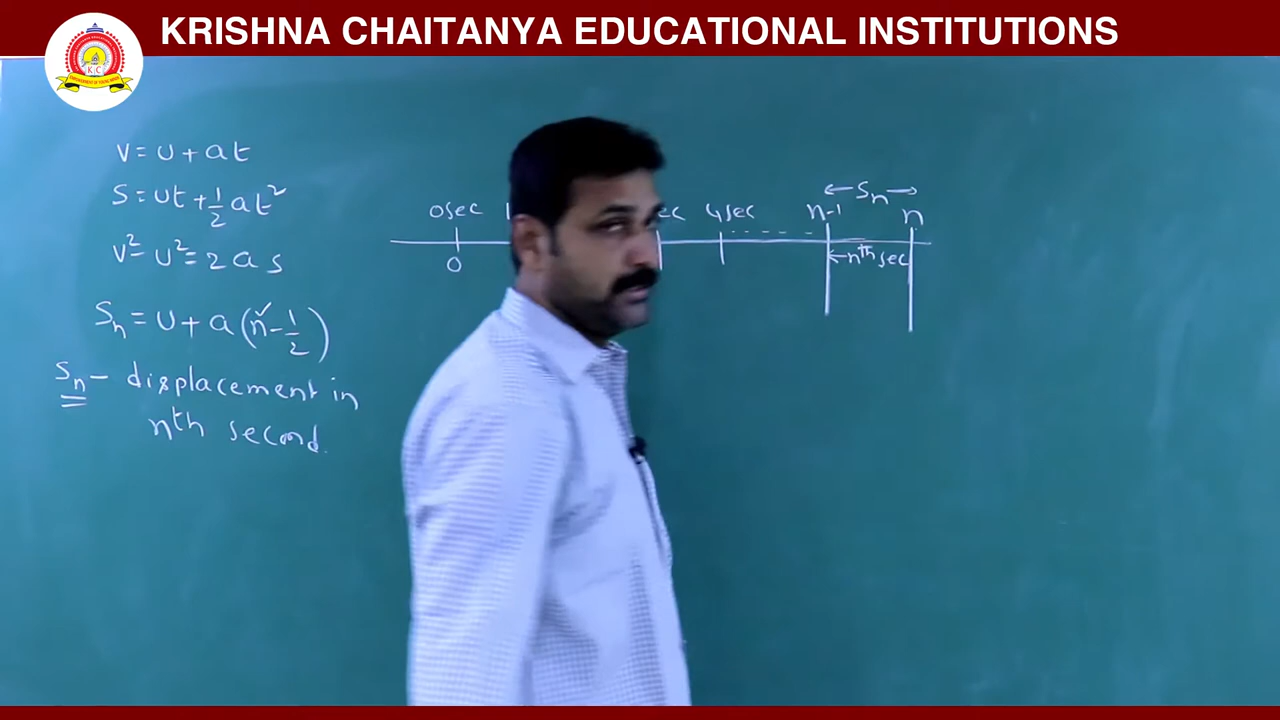 KRISHNA CHAITANYA EDUCATIONAL INSTITUTIONS
K.C
v = u + at
s = ut + 1/2 at²
v² - u² = 2as
Sₙ = u + a(n - 1/2)
Sₙ - displacement in
nth second.
← Sₙ →
0sec 4sec n-1 n
0
← nth sec